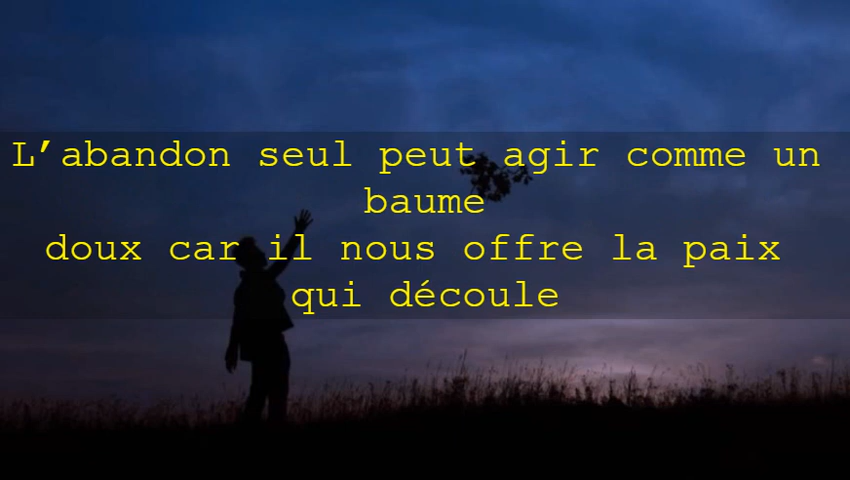 L’abandon seul peut agir comme un
baume
doux car il nous offre la paix
qui découle